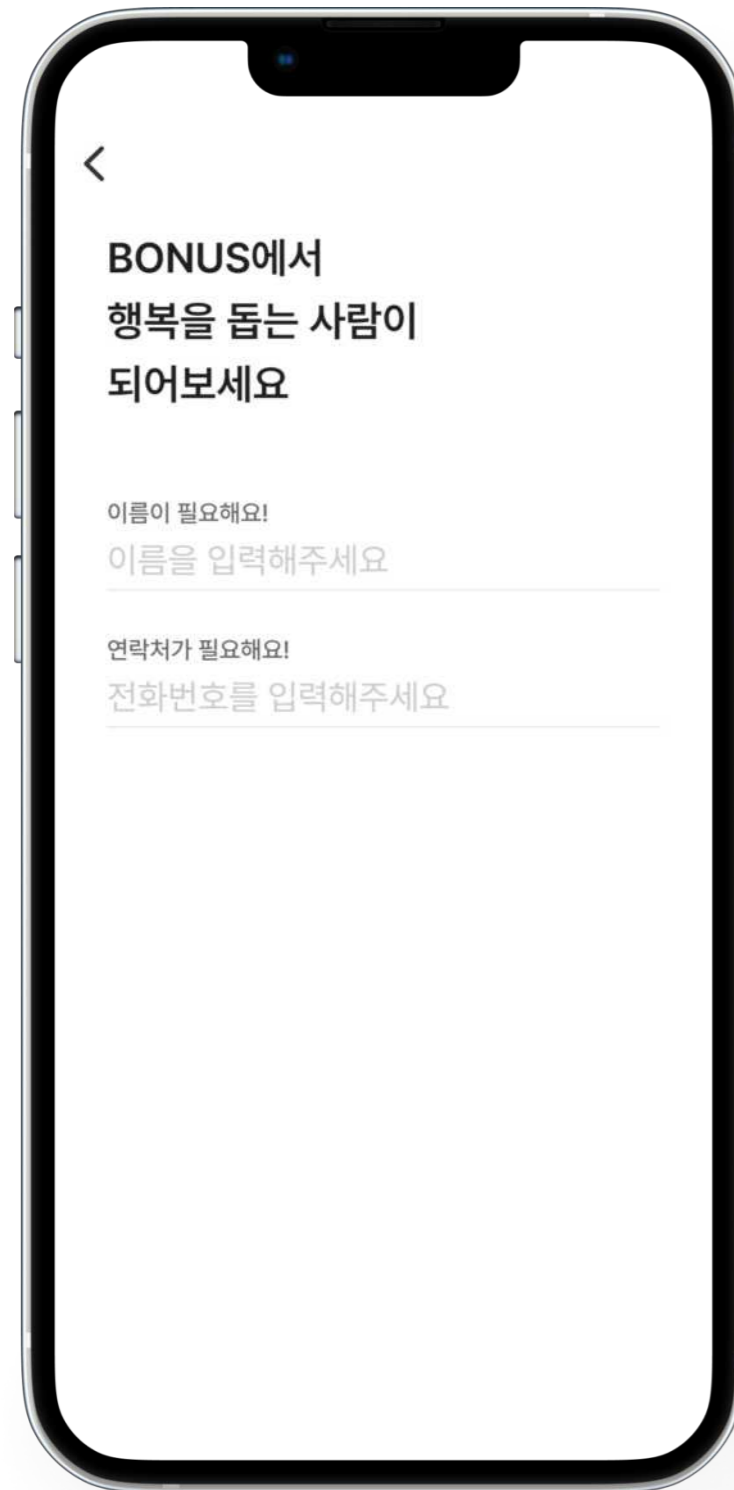 BONUS에서
행복을 돕는 사람이
되어보세요
이름이 필요해요!
이름을 입력해주세요
연락처가 필요해요!
전화번호를 입력해주세요